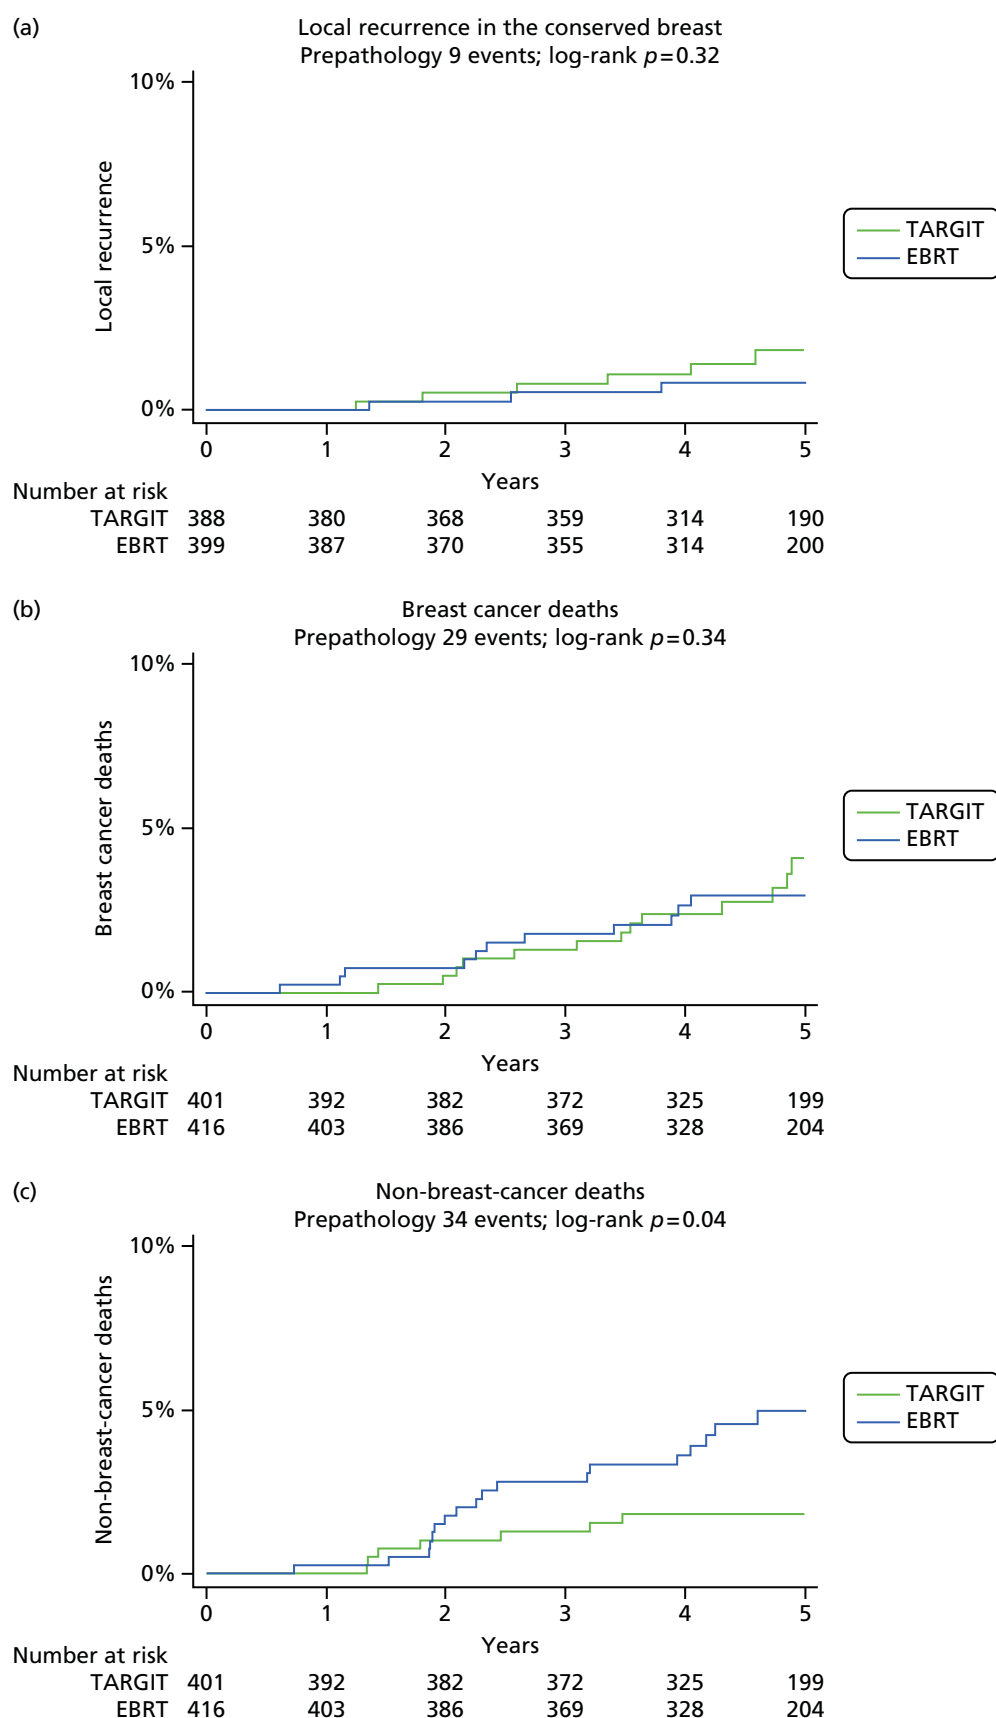 (a)
Local recurrence in the conserved breast
Prepathology 9 events; log-rank p=0.32
10%
5%
0%
Local recurrence
TARGIT
EBRT
0 1 2 3 4 5
Years
Number at risk
TARGIT 388 380 368 359 314 190
EBRT 399 387 370 355 314 200
(b)
Breast cancer deaths
Prepathology 29 events; log-rank p=0.34
10%
5%
0%
Breast cancer deaths
TARGIT
EBRT
0 1 2 3 4 5
Years
Number at risk
TARGIT 401 392 382 372 325 199
EBRT 416 403 386 369 328 204
(c)
Non-breast-cancer deaths
Prepathology 34 events; log-rank p=0.04
10%
5%
0%
Non-breast-cancer deaths
TARGIT
EBRT
0 1 2 3 4 5
Years
Number at risk
TARGIT 401 392 382 372 325 199
EBRT 416 403 386 369 328 204